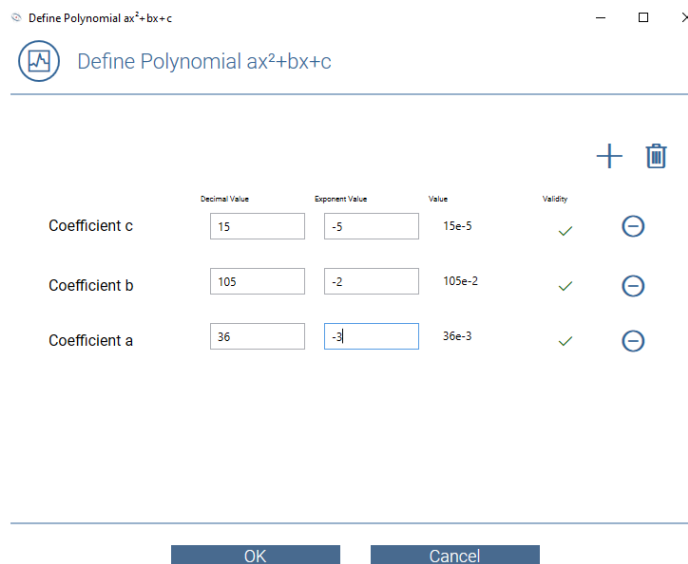 Define Polynomial ax²+bx+c
Define Polynomial ax²+bx+c
Decimal Value Exponent Value Value Validity
Coefficient c 15 -5 15e-5
Coefficient b 105 -2 105e-2
Coefficient a 36 -3 36e-3
OK Cancel